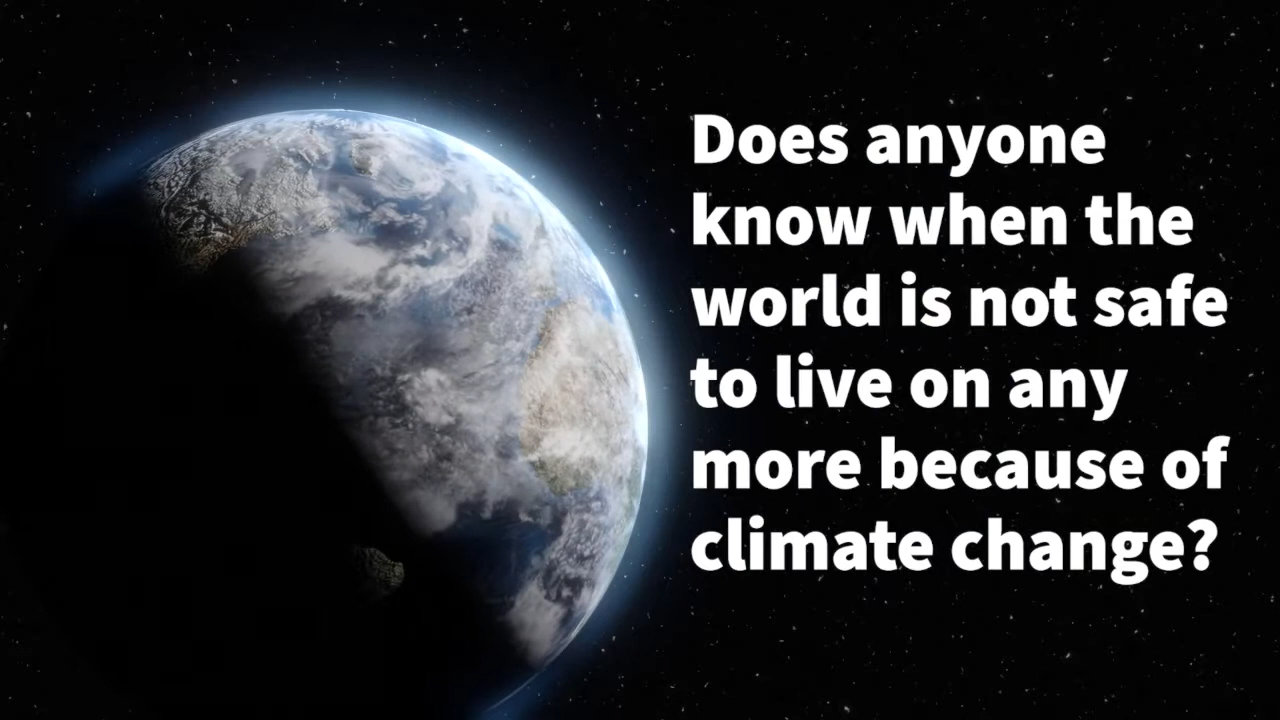 Does anyone
know when the
world is not safe
to live on any
more because of
climate change?